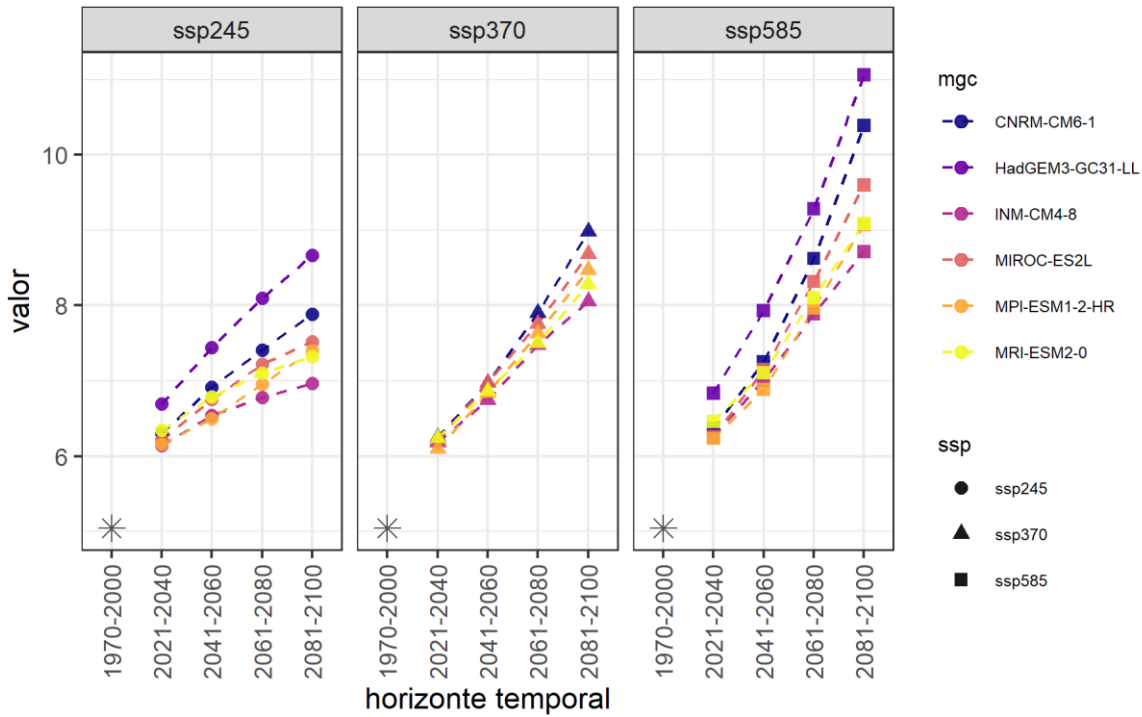 ssp245
ssp370
ssp585
valor
10
8
6
1970-2000
2021-2040
2041-2060
2061-2080
2081-2100
1970-2000
2021-2040
2041-2060
2061-2080
2081-2100
1970-2000
2021-2040
2041-2060
2061-2080
2081-2100
horizonte temporal
mgc
CNRM-CM6-1
HadGEM3-GC31-LL
INM-CM4-8
MIROC-ES2L
MPI-ESM1-2-HR
MRI-ESM2-0
ssp
ssp245
ssp370
ssp585